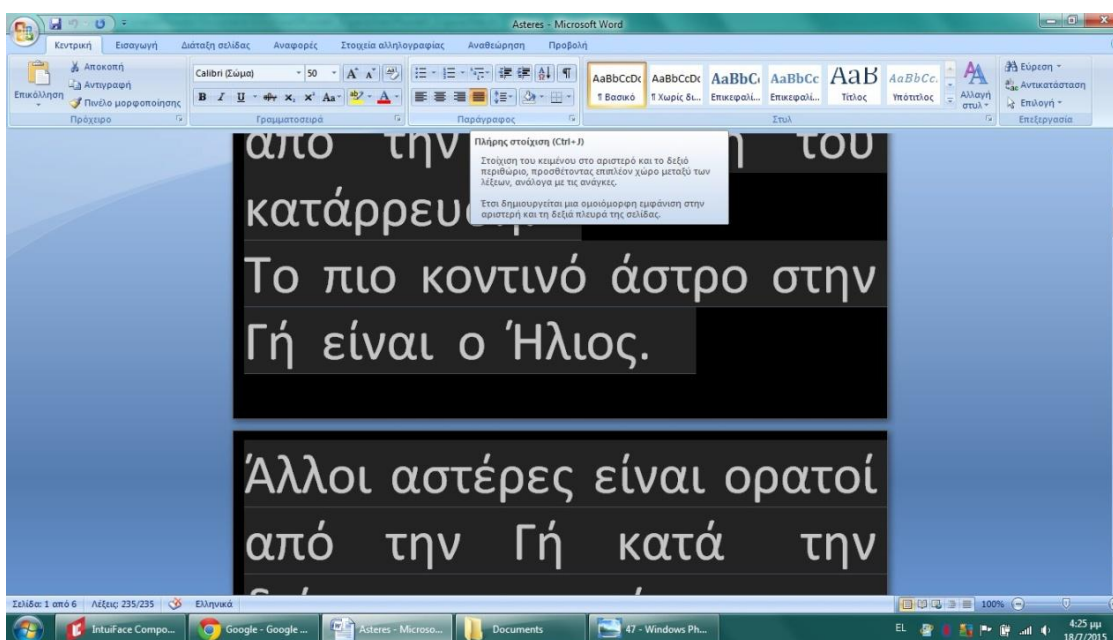 Asteres - Microsoft Word
Κεντρική Εισαγωγή Διάταξη σελίδας Αναφορές Στοιχεία αλληλογραφίας Αναθεώρηση Προβολή
Επικόλληση
Αποκοπή
Αντιγραφή
Πινέλο μορφοποίησης
Πρόχειρο
Calibri (Σώμα) 50
Γραμματοσειρά
Παράγραφος
AaBbCcDc AaBbCcDc AaBbC AaBbCc AaB AaBbCc.
¶ Βασικό ¶ Χωρίς δι... Επικεφαλί... Επικεφαλί... Τίτλος Υπότιτλος
Αλλαγή στυλ
Στυλ
Εύρεση
Αντικατάσταση
Επιλογή
Επεξεργασία
Πλήρης στοίχιση (Ctrl+J)
Στοίχιση του κειμένου στο αριστερό και το δεξιό
περιθώριο, προσθέτοντας επιπλέον χώρο μεταξύ των
λέξεων, ανάλογα με τις ανάγκες.
Έτσι δημιουργείται μια ομοιόμορφη εμφάνιση στην
αριστερή και τη δεξιά πλευρά της σελίδας.
από την του
Το πιο κοντινό άστρο στην
Γή είναι ο Ήλιος.
Άλλοι αστέρες είναι ορατοί
από την Γή κατά την
Σελίδα: 1 από 6 Λέξεις: 235/235 Ελληνικά 100%
IntuiFace Compo... Google - Google ... Asteres - Microso... Documents 47 - Windows Ph... EL 4:25 μμ